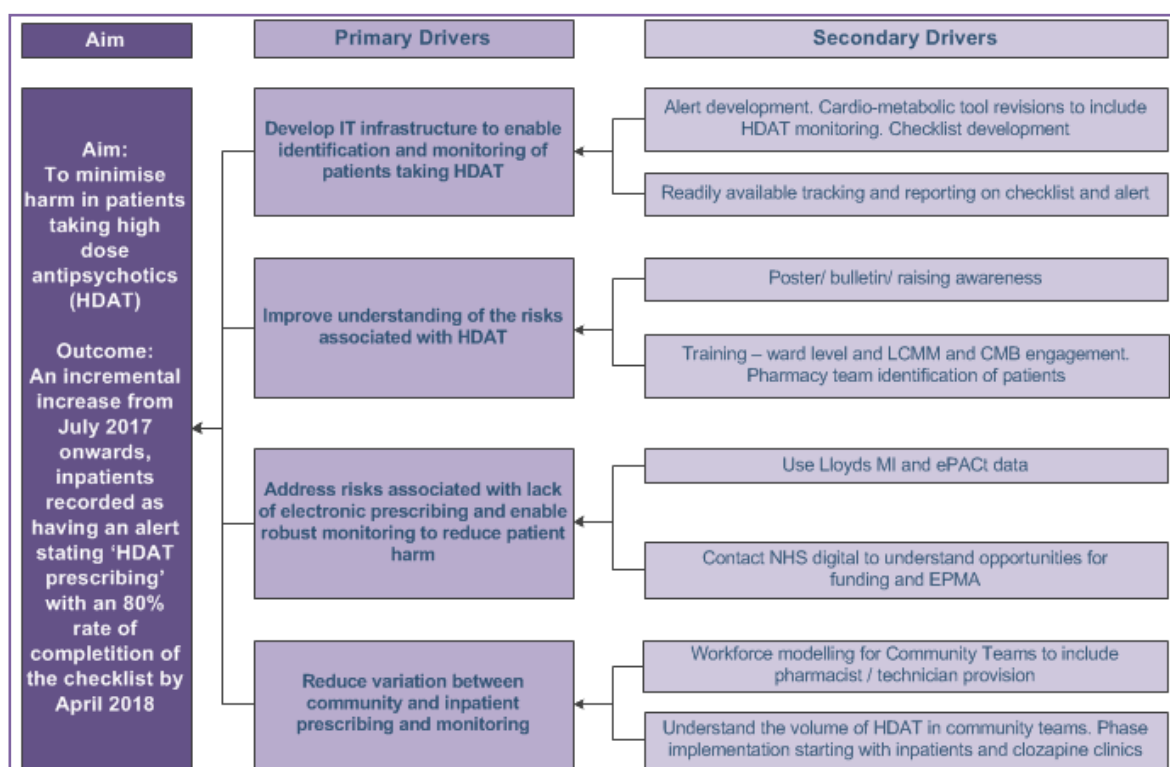 Aim
Primary Drivers
Secondary Drivers
Aim:
To minimise
harm in patients
taking high
dose
antipsychotics
(HDAT)
Outcome:
An incremental
increase from
July 2017
onwards,
inpatients
recorded as
having an alert
stating ‘HDAT
prescribing’
with an 80%
rate of
completition of
the checklist by
April 2018
Develop IT infrastructure to enable
identification and monitoring of
patients taking HDAT
Alert development. Cardio-metabolic tool revisions to include
HDAT monitoring. Checklist development
Readily available tracking and reporting on checklist and alert
Improve understanding of the risks
associated with HDAT
Poster/ bulletin/ raising awareness
Training – ward level and LCMM and CMB engagement.
Pharmacy team identification of patients
Address risks associated with lack
of electronic prescribing and enable
robust monitoring to reduce patient
harm
Use Lloyds MI and ePACt data
Contact NHS digital to understand opportunities for
funding and EPMA
Reduce variation between
community and inpatient
prescribing and monitoring
Workforce modelling for Community Teams to include
pharmacist / technician provision
Understand the volume of HDAT in community teams. Phase
implementation starting with inpatients and clozapine clinics